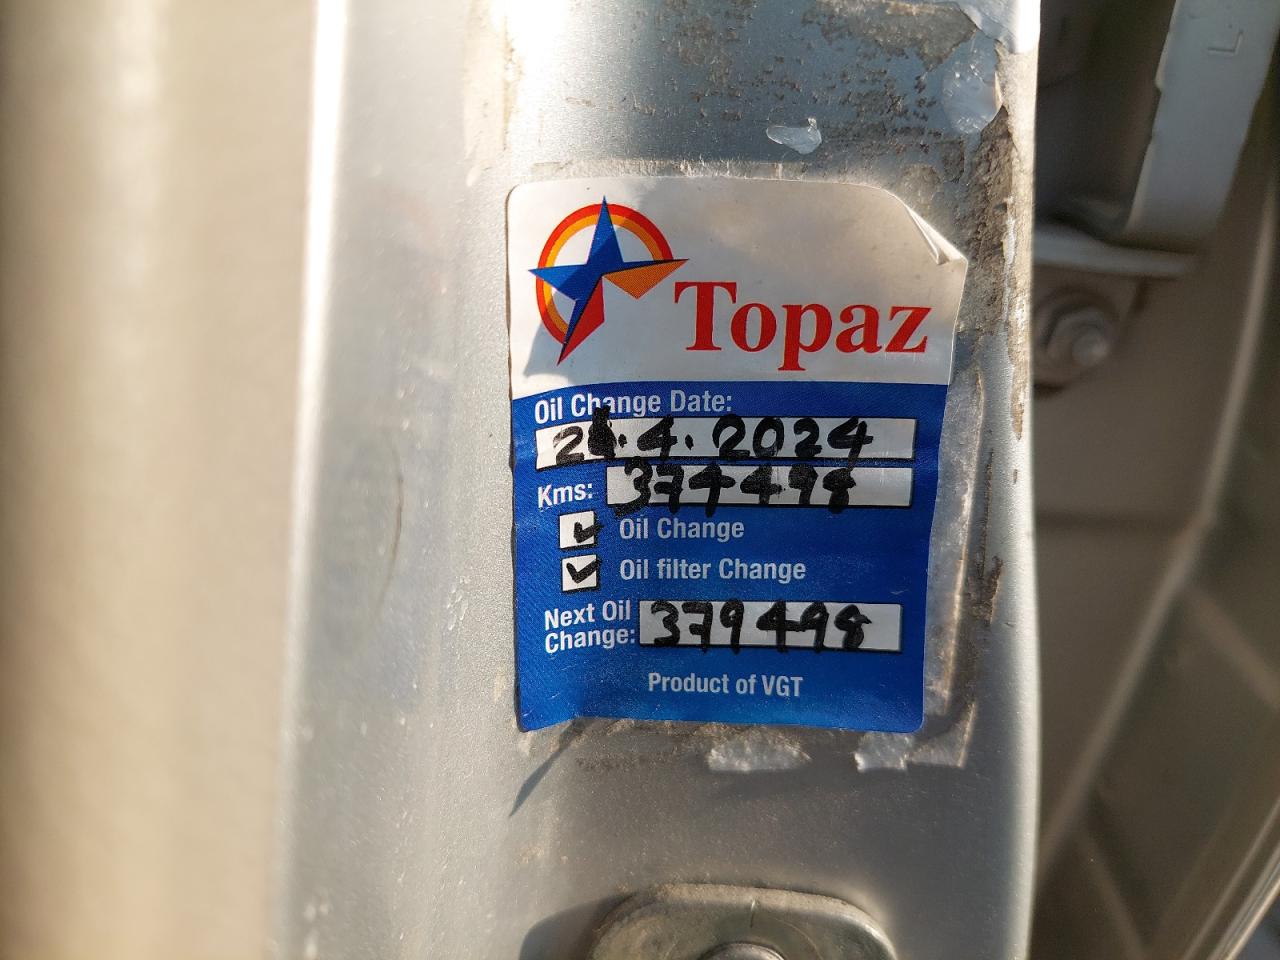 Topaz
Oil Change Date:
.4.2024
Kms: 374498
Oil Change
Oil filter Change
Next Oil
Change: 379498
Product of VGT
L